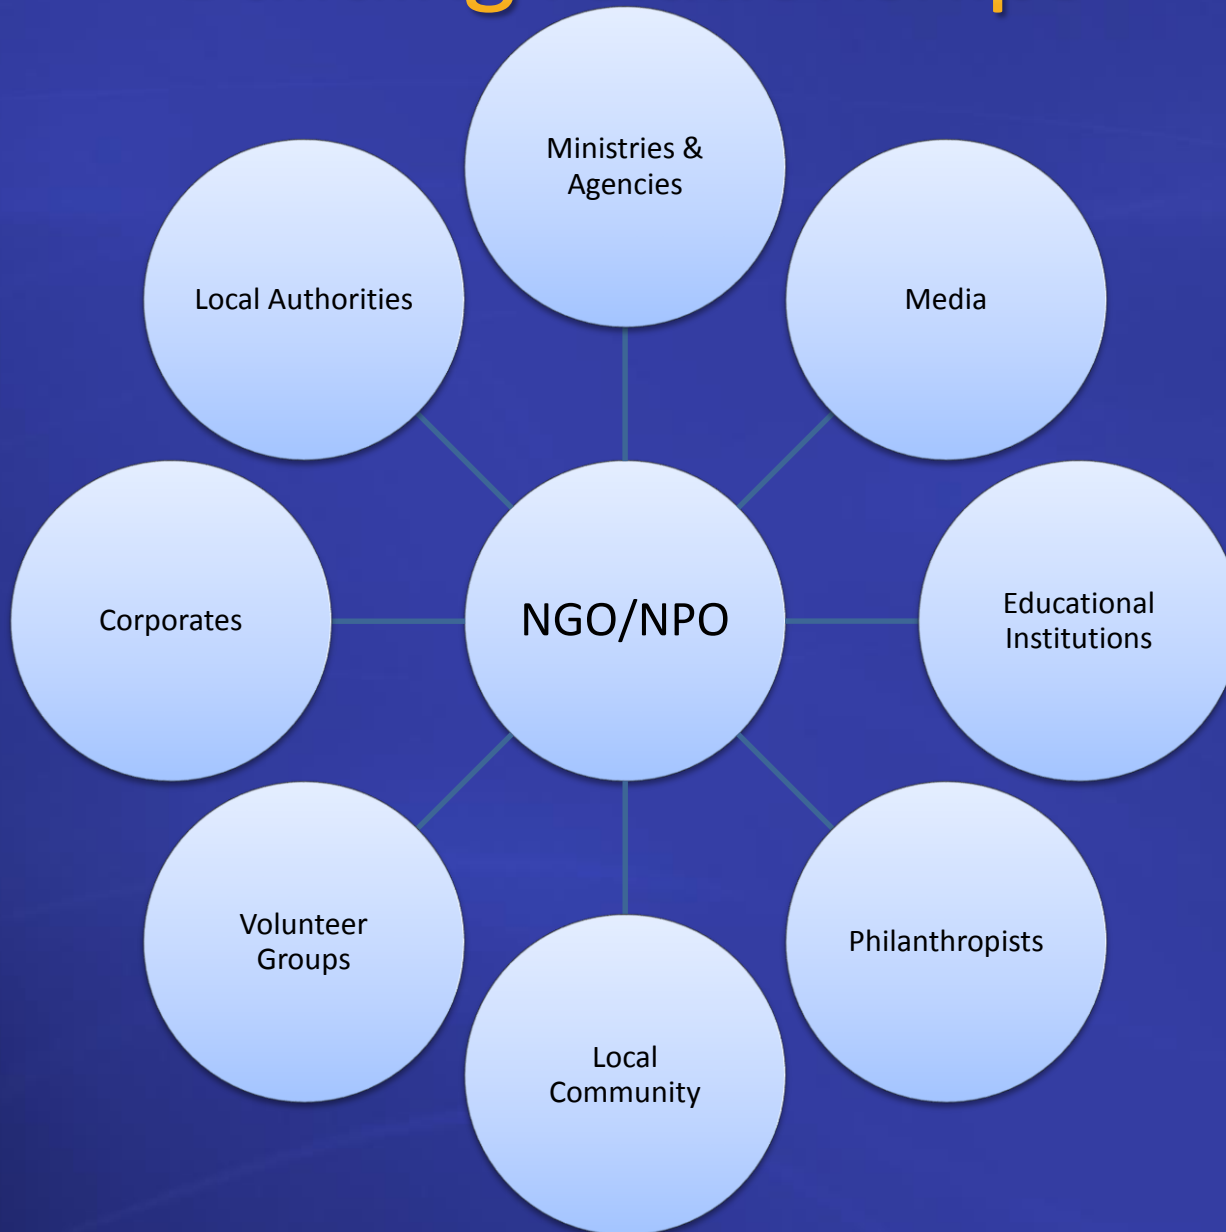 Ministries &
Agencies
Local Authorities
Media
Corporates
NGO/NPO
Educational
Institutions
Volunteer
Groups
Philanthropists
Local
Community